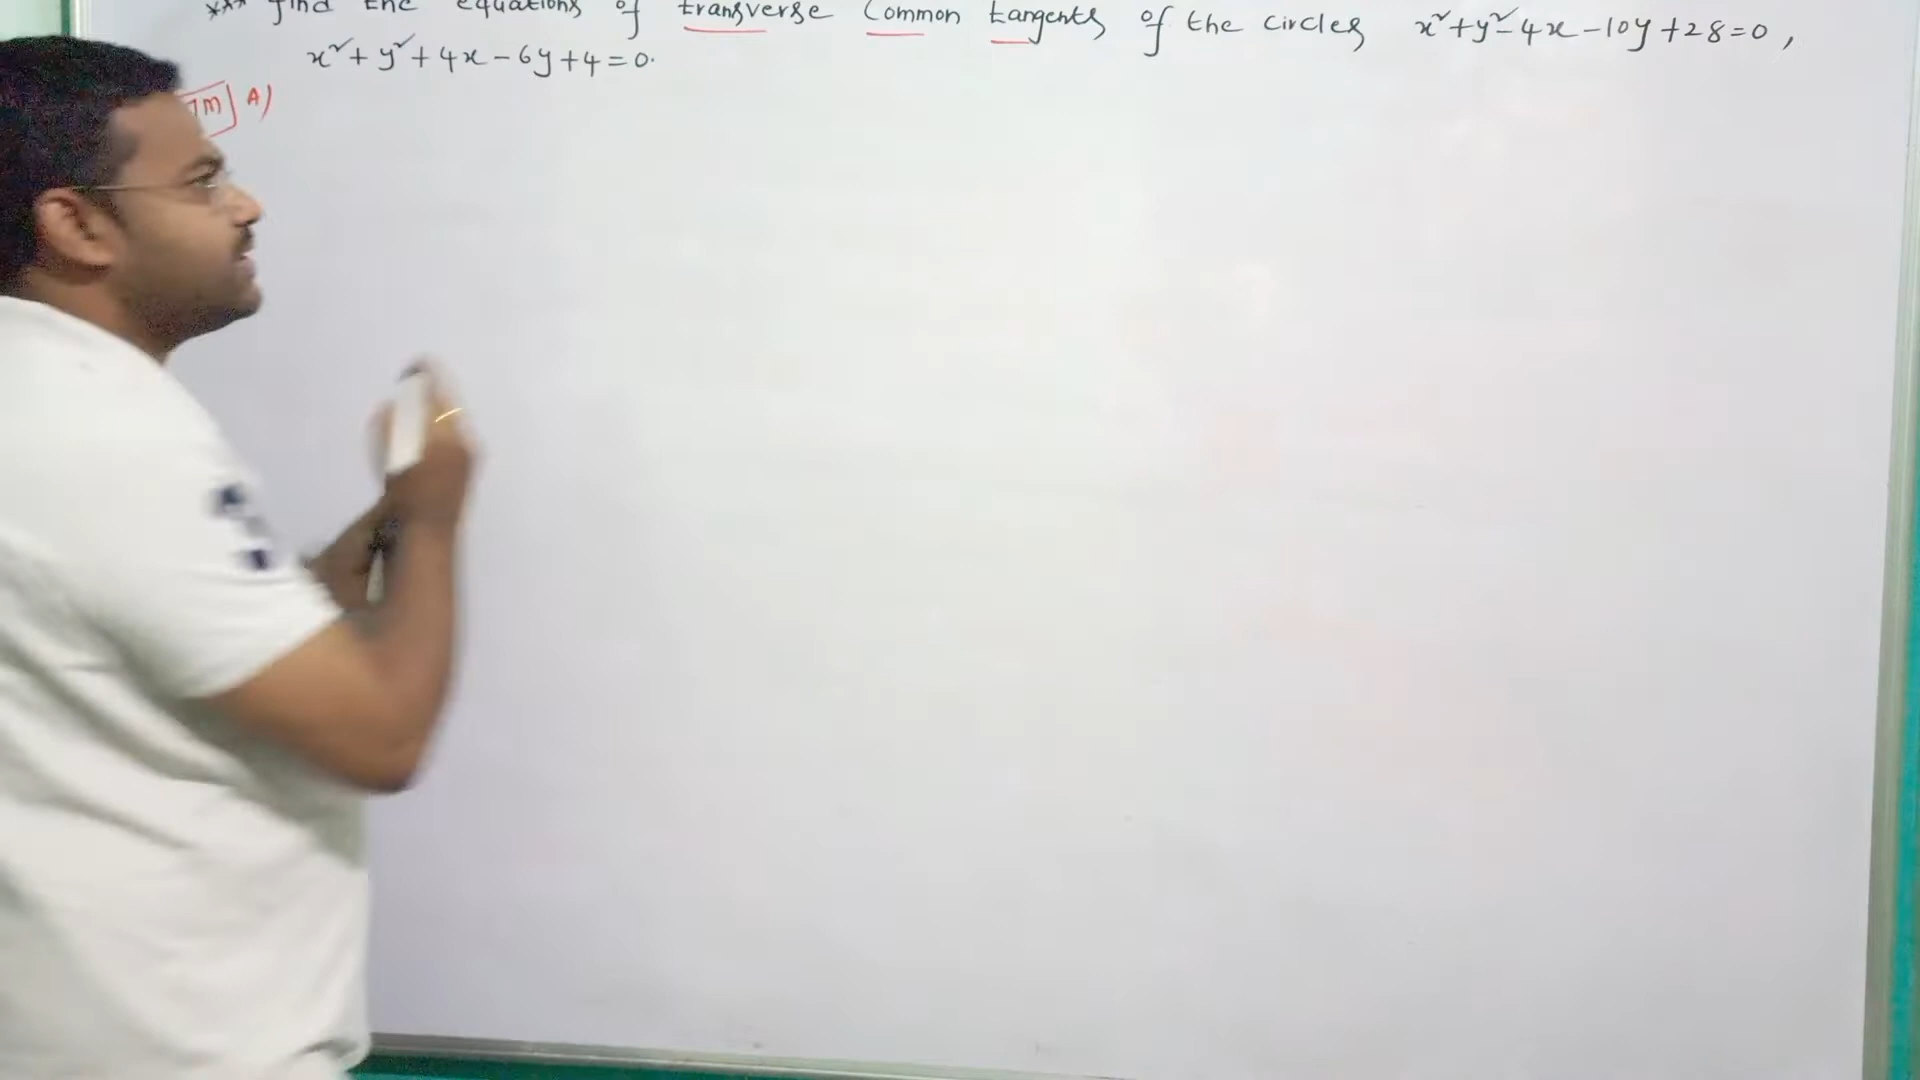 *** Find the equations of transverse common tangents of the circles x²+y²-4x-10y+28=0,
x²+y²+4x-6y+4=0.
7M] A)